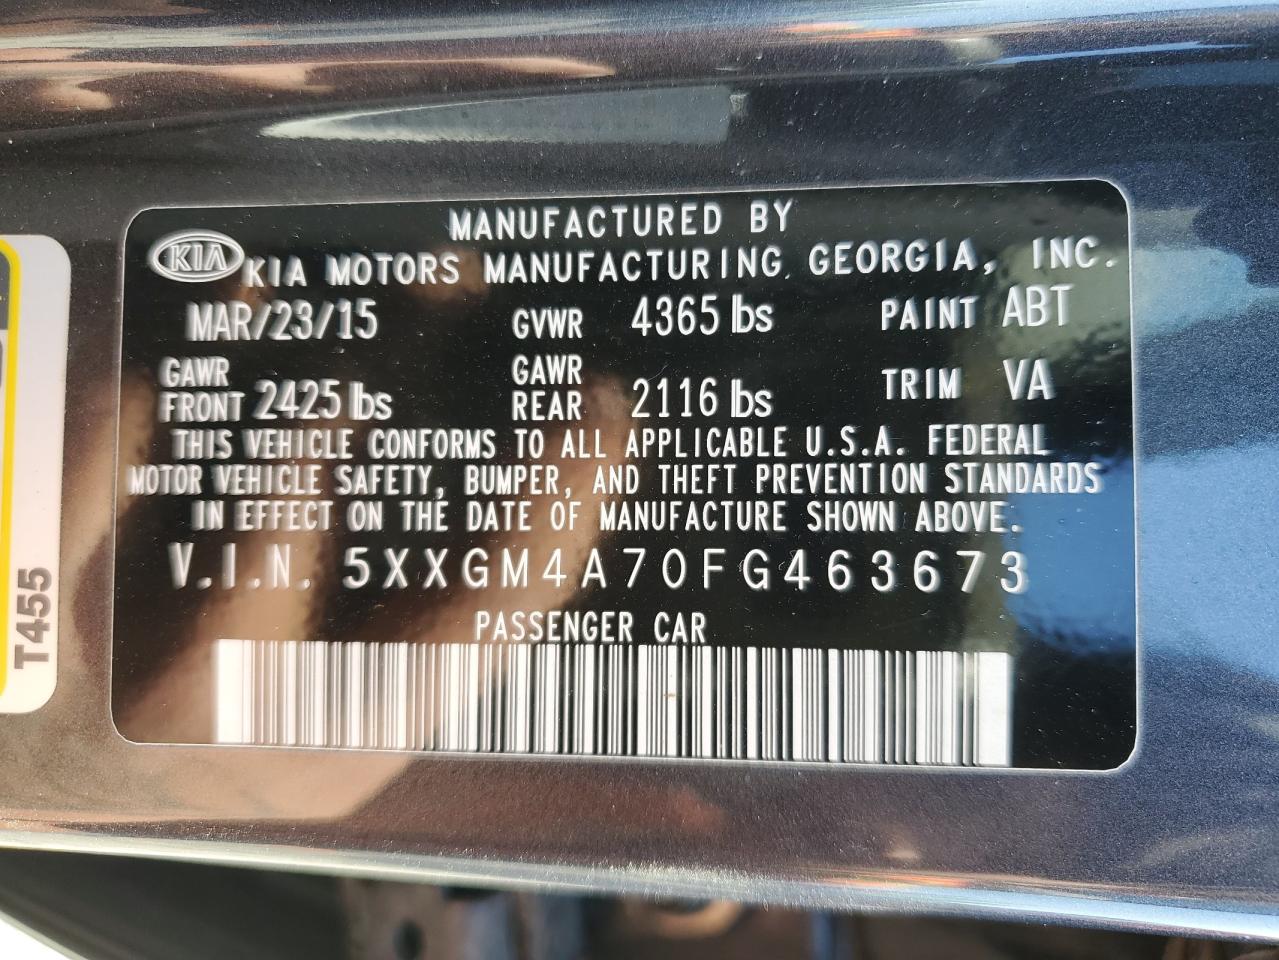 MANUFACTURED BY
KIA KIA MOTORS MANUFACTURING GEORGIA, INC.
MAR/23/15 GVWR 4365 lbs PAINT ABT
GAWR FRONT 2425 lbs GAWR REAR 2116 lbs TRIM VA
THIS VEHICLE CONFORMS TO ALL APPLICABLE U.S.A. FEDERAL
MOTOR VEHICLE SAFETY, BUMPER, AND THEFT PREVENTION STANDARDS
IN EFFECT ON THE DATE OF MANUFACTURE SHOWN ABOVE.
V.I.N. 5XXGM4A70FG463673
PASSENGER CAR
T455